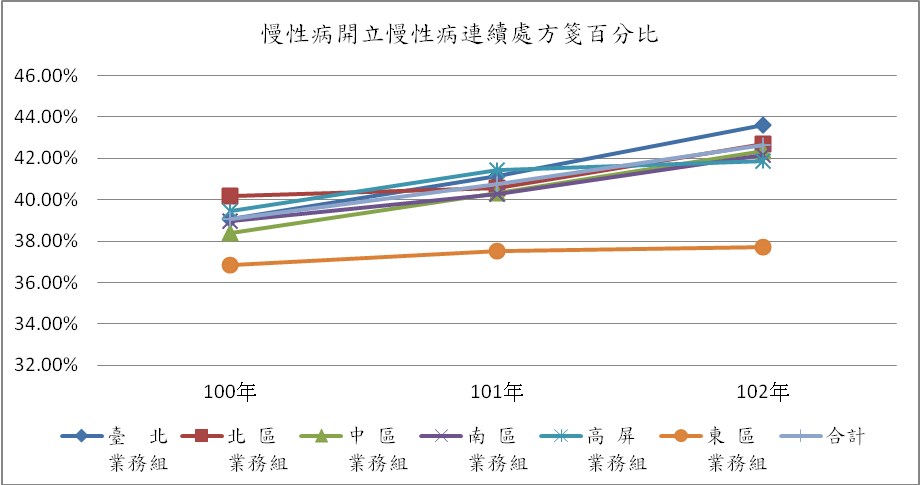 慢性病開立慢性病連續處方箋百分比
46.00%
44.00%
42.00%
40.00%
38.00%
36.00%
34.00%
32.00%
100年 101年 102年
臺 北 北 區 中 區 南 區 高 屏 東 區 合計
業務組 業務組 業務組 業務組 業務組 業務組